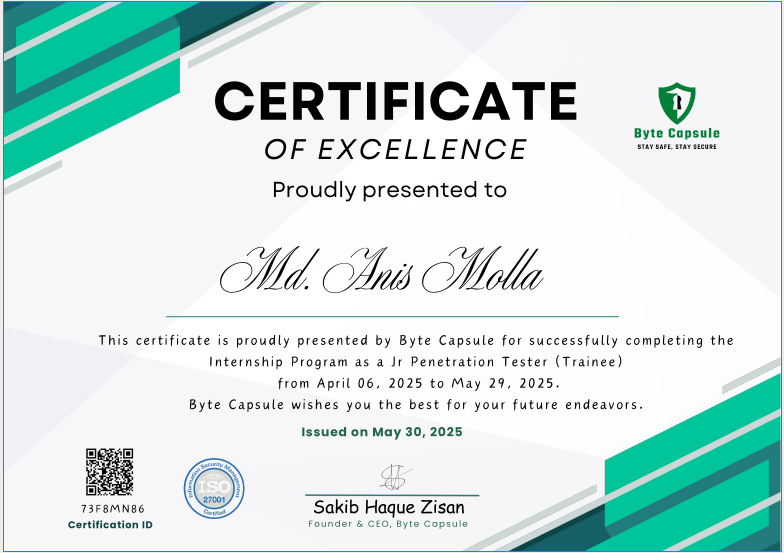 CERTIFICATE
OF EXCELLENCE
Proudly presented to
Byte Capsule
STAY SAFE, STAY SECURE
Md. Anis Molla
This certificate is proudly presented by Byte Capsule for successfully completing the
Internship Program as a Jr Penetration Tester (Trainee)
from April 06, 2025 to May 29, 2025.
Byte Capsule wishes you the best for your future endeavors.
Issued on May 30, 2025
73F8MN86
Certification ID
Information Security Management
ISO
27001
Certified
Sakib Haque Zisan
Founder & CEO, Byte Capsule